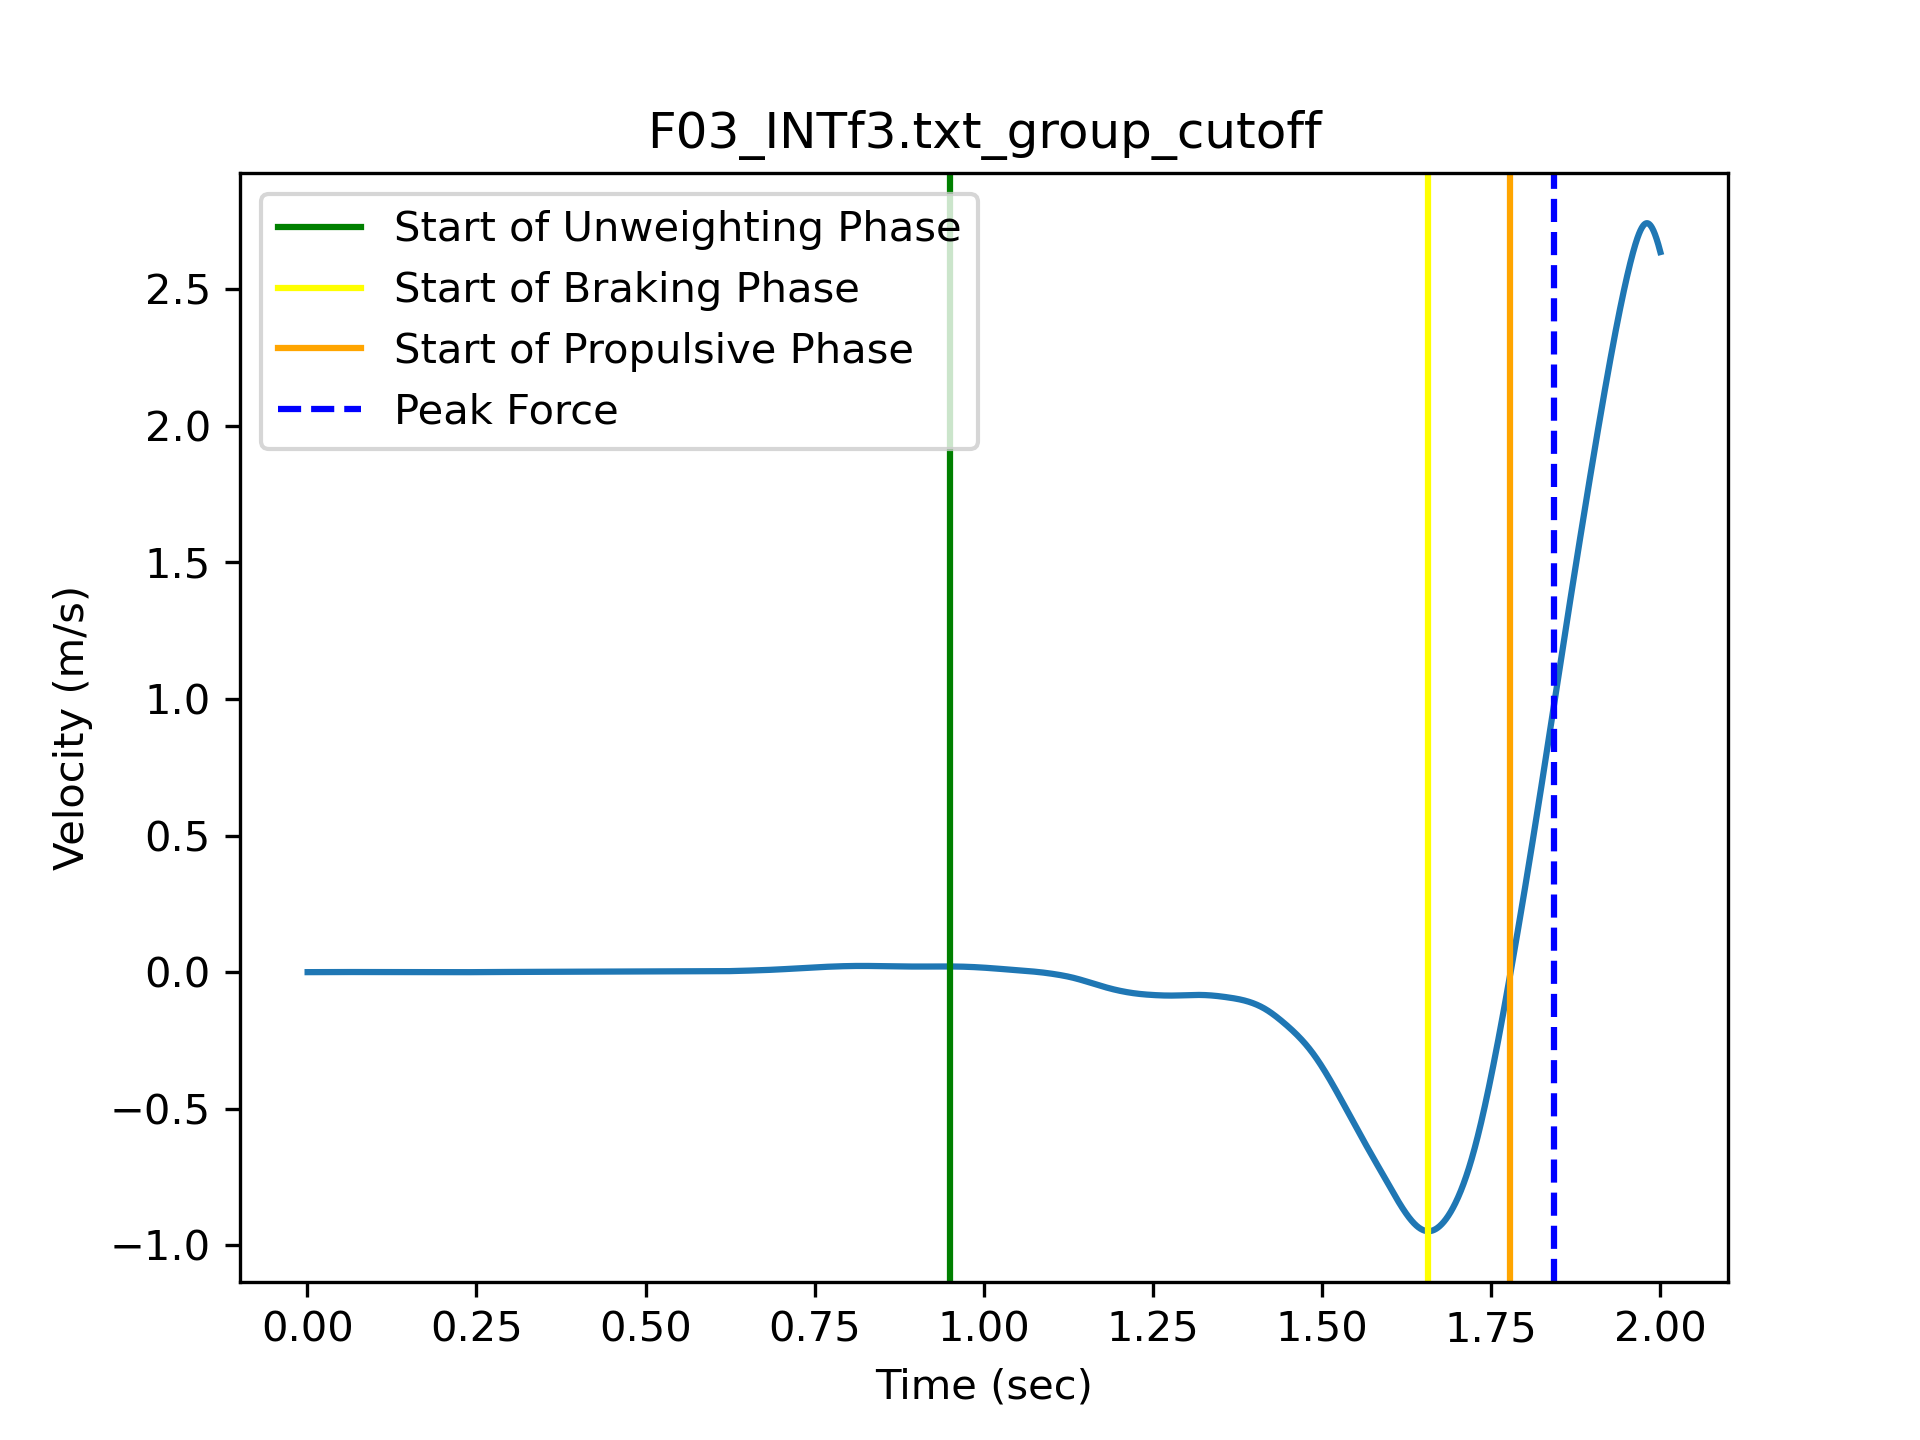 F03_INTf3.txt_group_cutoff
Start of Unweighting Phase
Start of Braking Phase
Start of Propulsive Phase
Peak Force
Velocity (m/s)
2.5
2.0
1.5
1.0
0.5
0.0
−0.5
−1.0
0.00 0.25 0.50 0.75 1.00 1.25 1.50 1.75 2.00
Time (sec)